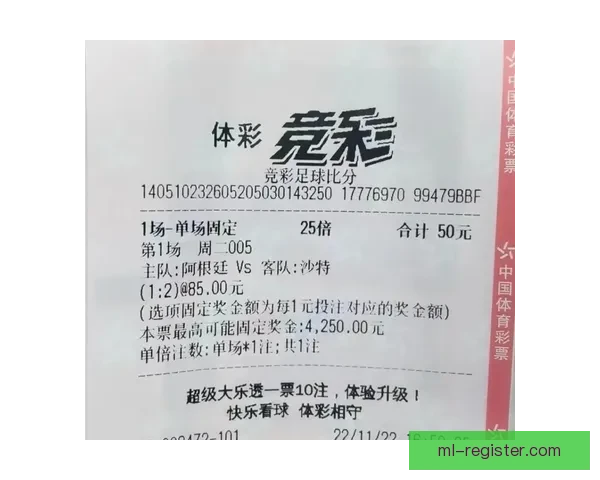 体彩 竞彩
竞彩足球比分
140510232605205030143250 17776970 99479BBF
1场-单场固定 25倍 合计 50元
第1场 周二005
主队:阿根廷 Vs 客队:沙特
(1:2)@85.00元
(选项固定奖金额为每1元投注对应的奖金额)
本票最高可能固定奖金:4,250.00元
单倍注数:单场*1注;共1注
超级大乐透一票10注，体验升级！
快乐看球 体彩相守
22/11/22
中国体育彩票
中国体育彩票
ml-register.com